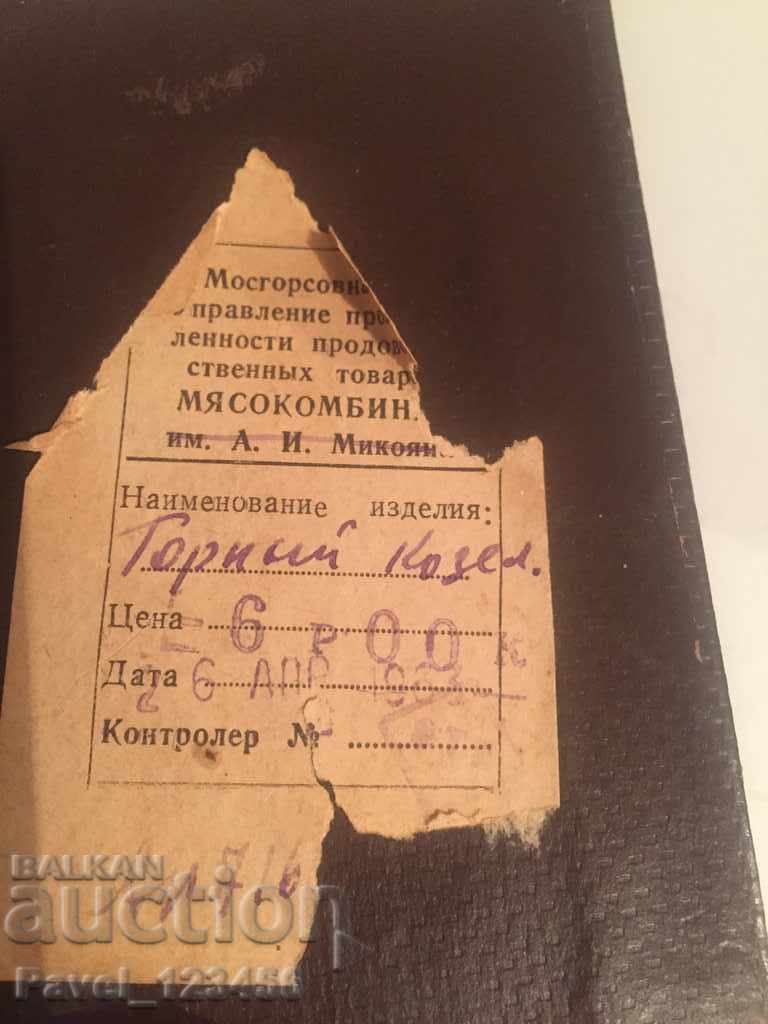 Мосгорсовна
правление про
ленности продов
ственных товар
МЯСОКОМБИН
им. А. И. Микоян
Наименование изделия:
Горный Козел.
Цена 6 Р 00 К
Дата 26 АПР
Контролер №
BALKAN
auction
Pavel_123456